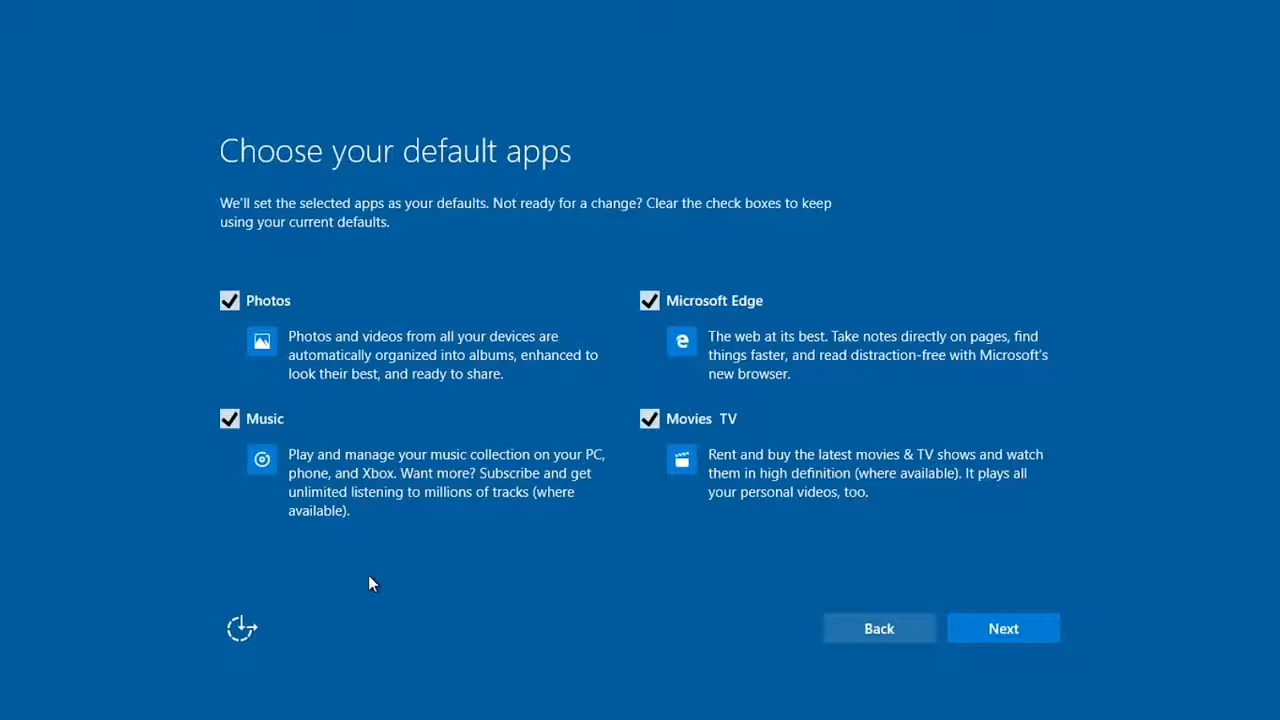 Choose your default apps
We'll set the selected apps as your defaults. Not ready for a change? Clear the check boxes to keep
using your current defaults.
Photos
Photos and videos from all your devices are
automatically organized into albums, enhanced to
look their best, and ready to share.
Microsoft Edge
The web at its best. Take notes directly on pages, find
things faster, and read distraction-free with Microsoft's
new browser.
Music
Play and manage your music collection on your PC,
phone, and Xbox. Want more? Subscribe and get
unlimited listening to millions of tracks (where
available).
Movies TV
Rent and buy the latest movies & TV shows and watch
them in high definition (where available). It plays all
your personal videos, too.
Back
Next